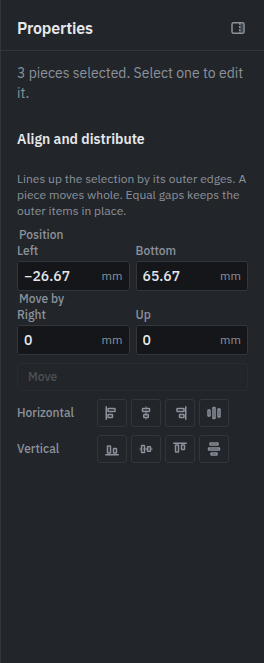 Properties
3 pieces selected. Select one to edit
it.
Align and distribute
Lines up the selection by its outer edges. A
piece moves whole. Equal gaps keeps the
outer items in place.
Position
Left Bottom
−26.67 mm 65.67 mm
Move by
Right Up
0 mm 0 mm
Move
Horizontal
Vertical